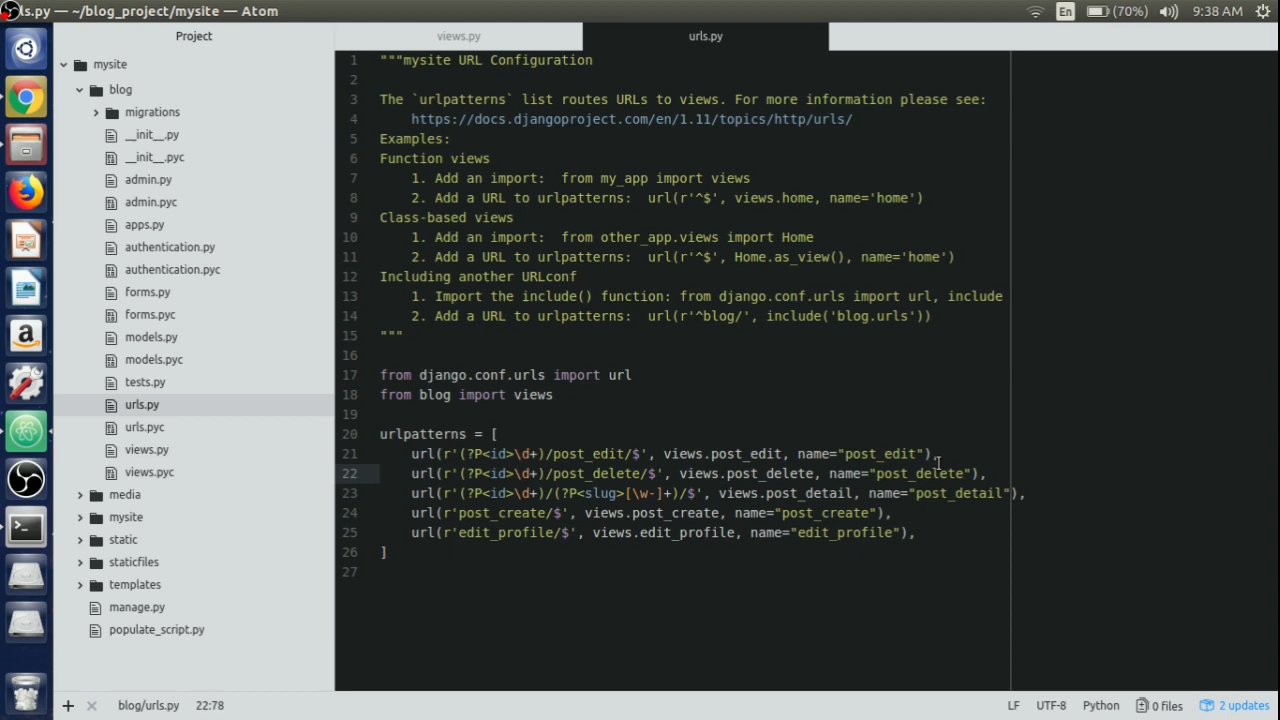 ls.py — ~/blog_project/mysite — Atom
En
(70%)
9:38 AM
Project
views.py
urls.py
mysite
blog
migrations
__init__.py
__init__.pyc
admin.py
admin.pyc
apps.py
authentication.py
authentication.pyc
forms.py
forms.pyc
models.py
models.pyc
tests.py
urls.py
urls.pyc
views.py
views.pyc
media
mysite
static
staticfiles
templates
manage.py
populate_script.py
1 """mysite URL Configuration
2
3 The `urlpatterns` list routes URLs to views. For more information please see:
4 https://docs.djangoproject.com/en/1.11/topics/http/urls/
5 Examples:
6 Function views
7 1. Add an import:  from my_app import views
8 2. Add a URL to urlpatterns:  url(r'^$', views.home, name='home')
9 Class-based views
10 1. Add an import:  from other_app.views import Home
11 2. Add a URL to urlpatterns:  url(r'^$', Home.as_view(), name='home')
12 Including another URLconf
13 1. Import the include() function: from django.conf.urls import url, include
14 2. Add a URL to urlpatterns:  url(r'^blog/', include('blog.urls'))
15 """
16
17 from django.conf.urls import url
18 from blog import views
19
20 urlpatterns = [
21 url(r'(?P<id>\d+)/post_edit/$', views.post_edit, name="post_edit"),
22 url(r'(?P<id>\d+)/post_delete/$', views.post_delete, name="post_delete"),
23 url(r'(?P<id>\d+)/(?P<slug>[\w-]+)/$', views.post_detail, name="post_detail"),
24 url(r'post_create/$', views.post_create, name="post_create"),
25 url(r'edit_profile/$', views.edit_profile, name="edit_profile"),
26 ]
27
blog/urls.py 22:78
LF UTF-8 Python 0 files 2 updates